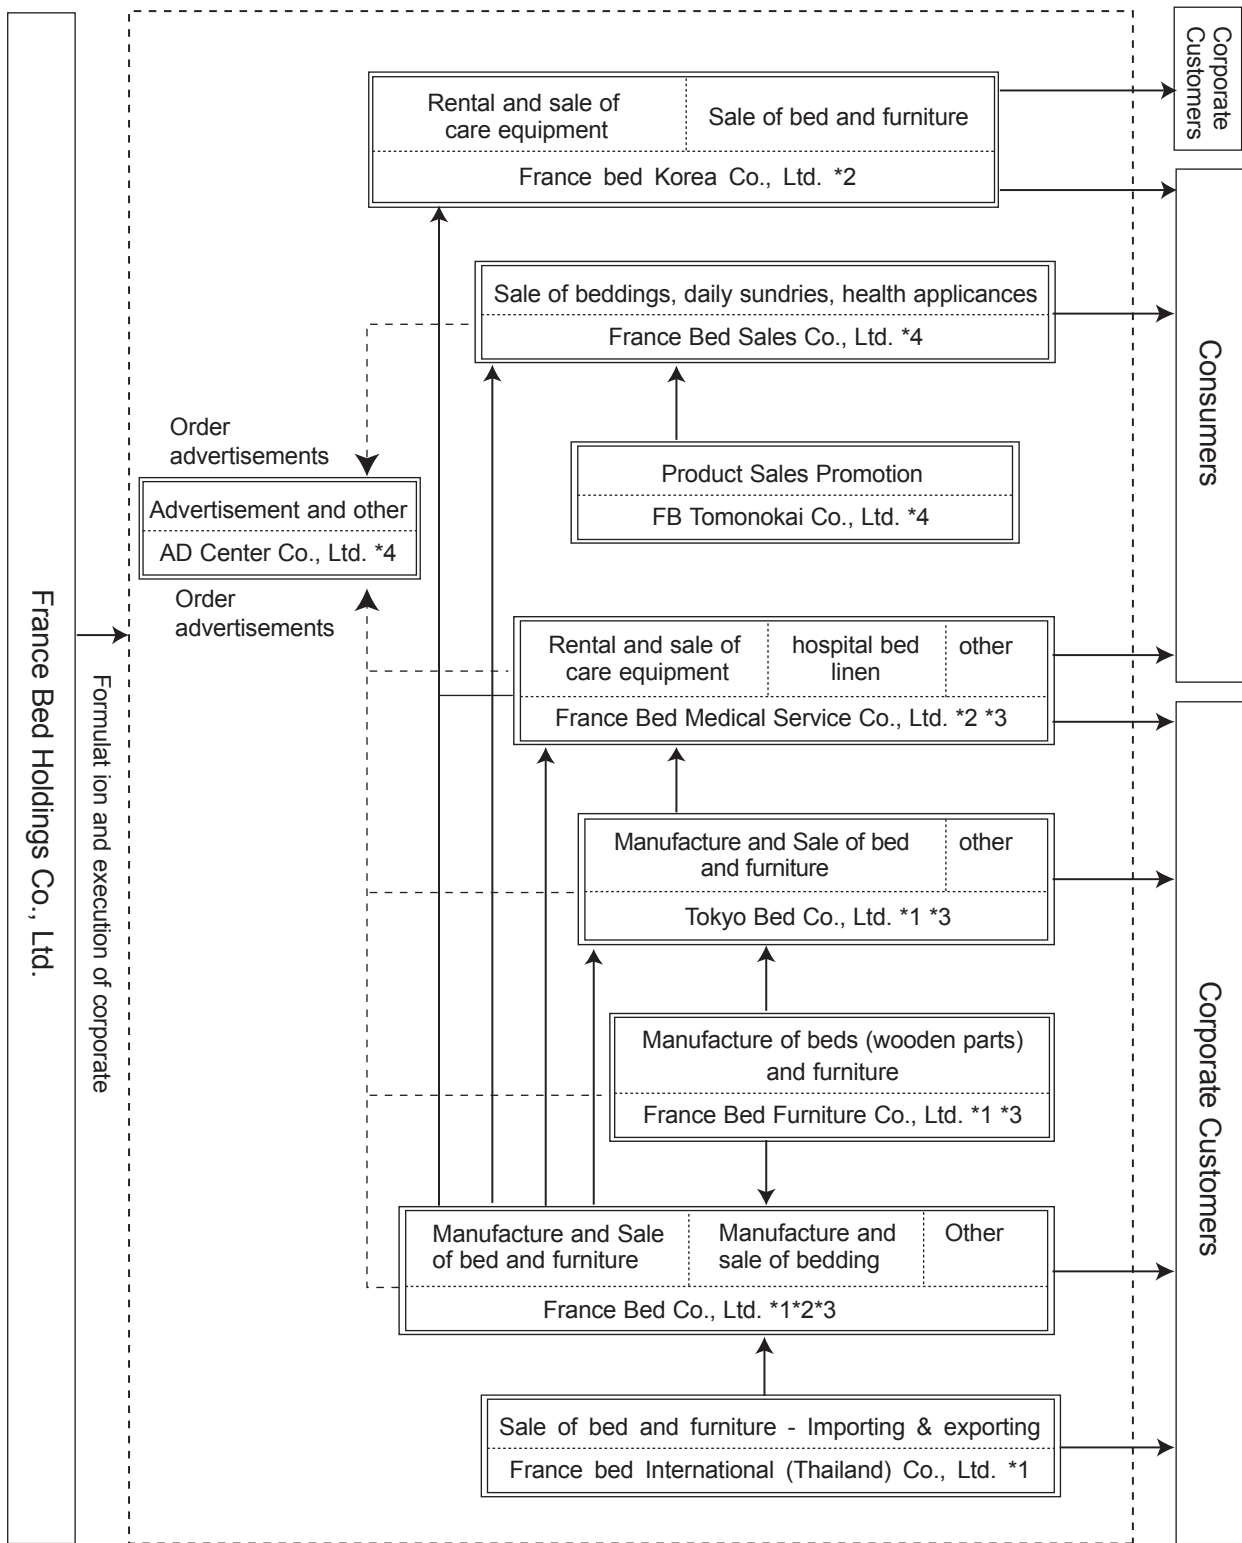 France Bed Holdings Co., Ltd.
Formulat ion and execution of corporate
Corporate
Customers
Rental and sale of
care equipment
Sale of bed and furniture
France bed Korea Co., Ltd. *2
Sale of beddings, daily sundries, health applicances
France Bed Sales Co., Ltd. *4
Consumers
Order
advertisements
Product Sales Promotion
FB Tomonokai Co., Ltd. *4
Advertisement and other
AD Center Co., Ltd. *4
Order
advertisements
Rental and sale of
care equipment
hospital bed
linen
other
France Bed Medical Service Co., Ltd. *2 *3
Manufacture and Sale of bed
and furniture
other
Tokyo Bed Co., Ltd. *1 *3
Corporate Customers
Manufacture of beds (wooden parts)
and furniture
France Bed Furniture Co., Ltd. *1 *3
Manufacture and Sale
of bed and furniture
Manufacture and
sale of bedding
Other
France Bed Co., Ltd. *1*2*3
Sale of bed and furniture - Importing & exporting
France bed International (Thailand) Co., Ltd. *1